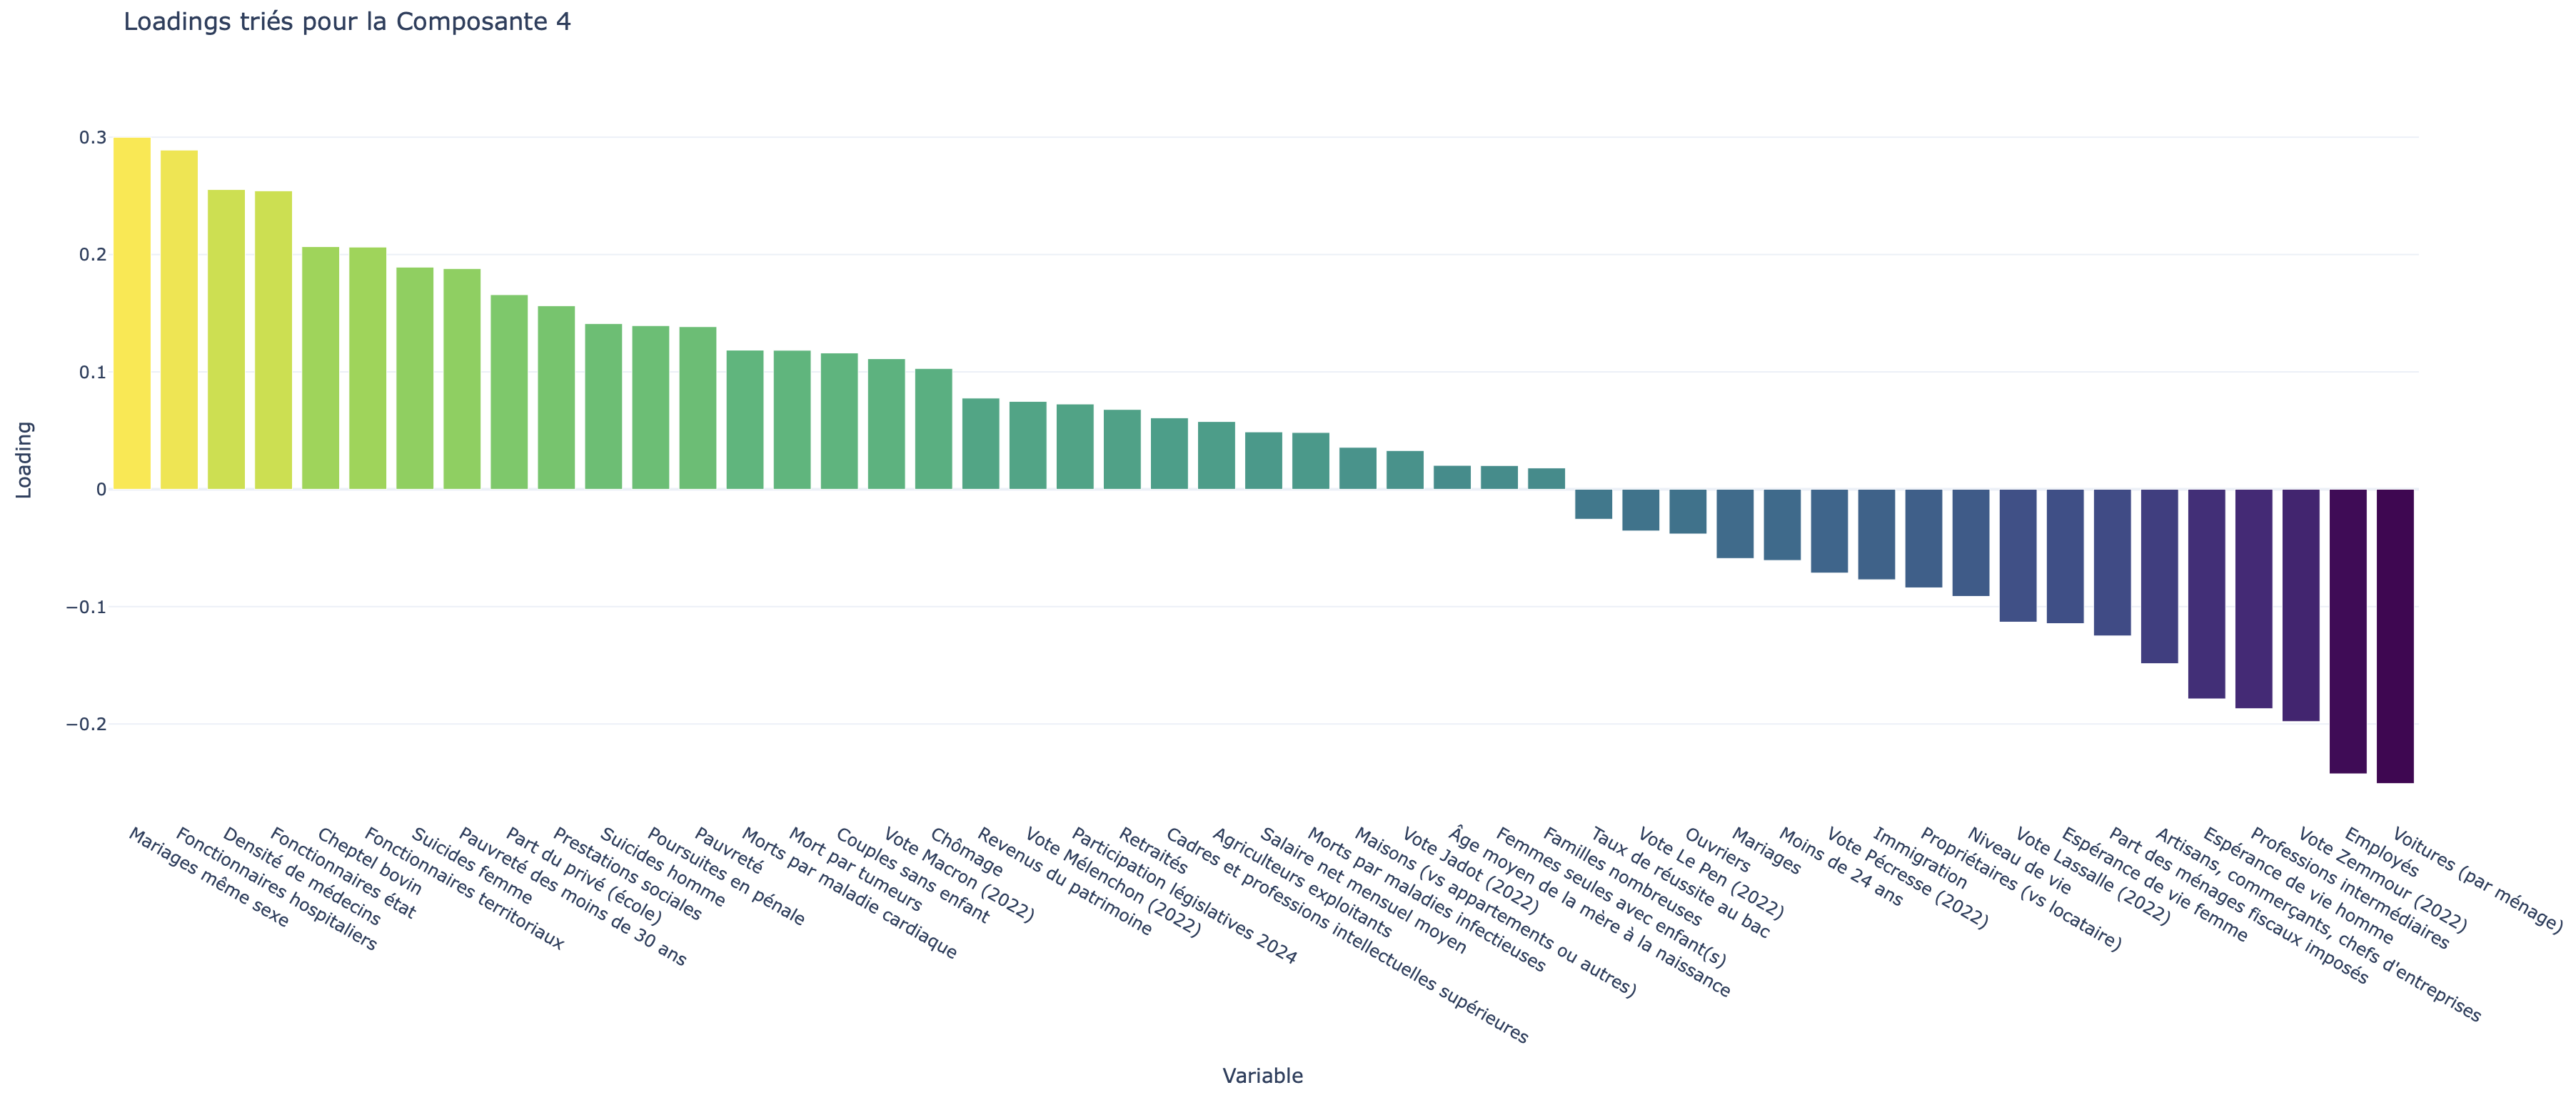 Loadings triés pour la Composante 4
0.3
0.2
0.1
0
−0.1
−0.2
Loading
Mariages même sexe
Fonctionnaires hospitaliers
Densité de médecins
Fonctionnaires état
Cheptel bovin
Fonctionnaires territoriaux
Suicides femme
Pauvreté des moins de 30 ans
Part du privé (école)
Prestations sociales
Suicides homme
Poursuites en pénale
Pauvreté
Morts par maladie cardiaque
Mort par tumeurs
Couples sans enfant
Vote Macron (2022)
Chômage
Revenus du patrimoine
Vote Mélenchon (2022)
Participation législatives 2024
Retraités
Cadres et professions intellectuelles supérieures
Agriculteurs exploitants
Salaire net mensuel moyen
Morts par maladies infectieuses
Maisons (vs appartements ou autres)
Vote Jadot (2022)
Âge moyen de la mère à la naissance
Femmes seules avec enfant(s)
Familles nombreuses
Taux de réussite au bac
Vote Le Pen (2022)
Ouvriers
Mariages
Moins de 24 ans
Vote Pécresse (2022)
Immigration
Propriétaires (vs locataire)
Niveau de vie
Vote Lassalle (2022)
Espérance de vie femme
Part des ménages fiscaux imposés
Artisans, commerçants, chefs d'entreprises
Espérance de vie homme
Professions intermédiaires
Vote Zemmour (2022)
Employés
Voitures (par ménage)
Variable